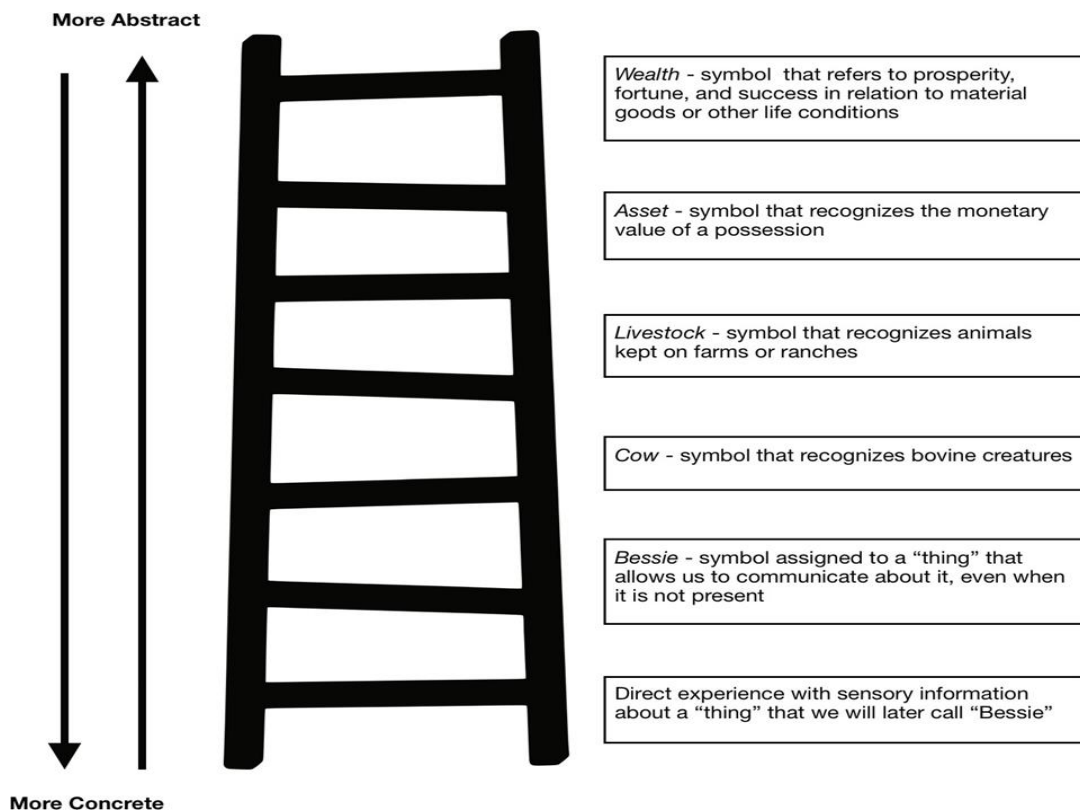 More Abstract
Wealth - symbol  that refers to prosperity,
fortune, and success in relation to material
goods or other life conditions
Asset - symbol that recognizes the monetary
value of a possession
Livestock - symbol that recognizes animals
kept on farms or ranches
Cow - symbol that recognizes bovine creatures
Bessie - symbol assigned to a “thing” that
allows us to communicate about it, even when
it is not present
Direct experience with sensory information
about a “thing” that we will later call “Bessie”
More Concrete